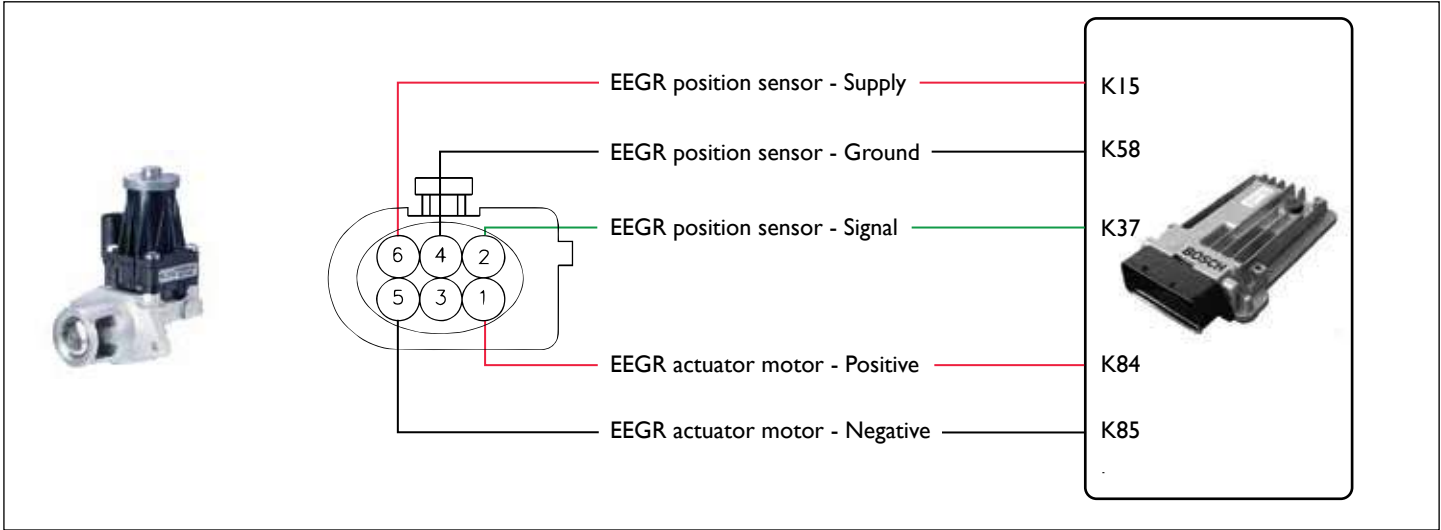 EEGR position sensor - Supply K15
EEGR position sensor - Ground K58
EEGR position sensor - Signal K37
6 4 2
5 3 1
BOSCH
EEGR actuator motor - Positive K84
EEGR actuator motor - Negative K85